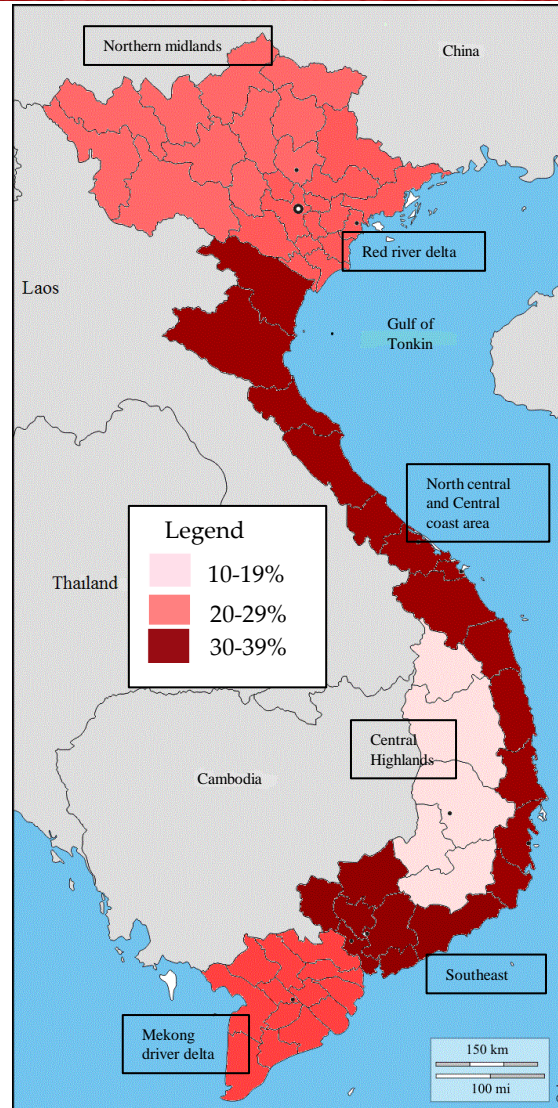 Northern midlands
China
Red river delta
Laos
Gulf of
Tonkin
North central
and Central
coast area
Legend
10-19%
20-29%
30-39%
Thailand
Central
Highlands
Cambodia
Southeast
Mekong
driver delta
150 km
100 mi